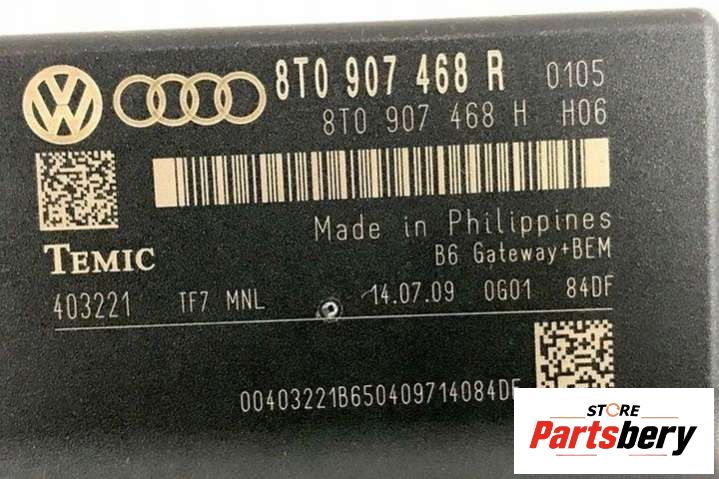 8T0 907 468 R 0105
8T0 907 468 H H06
Made in Philippines
TEMIC
B6 Gateway+BEM
403221 TF7 MNL 14.07.09 0G01 84DF
00403221B650409714084DF
STORE
Partsbery